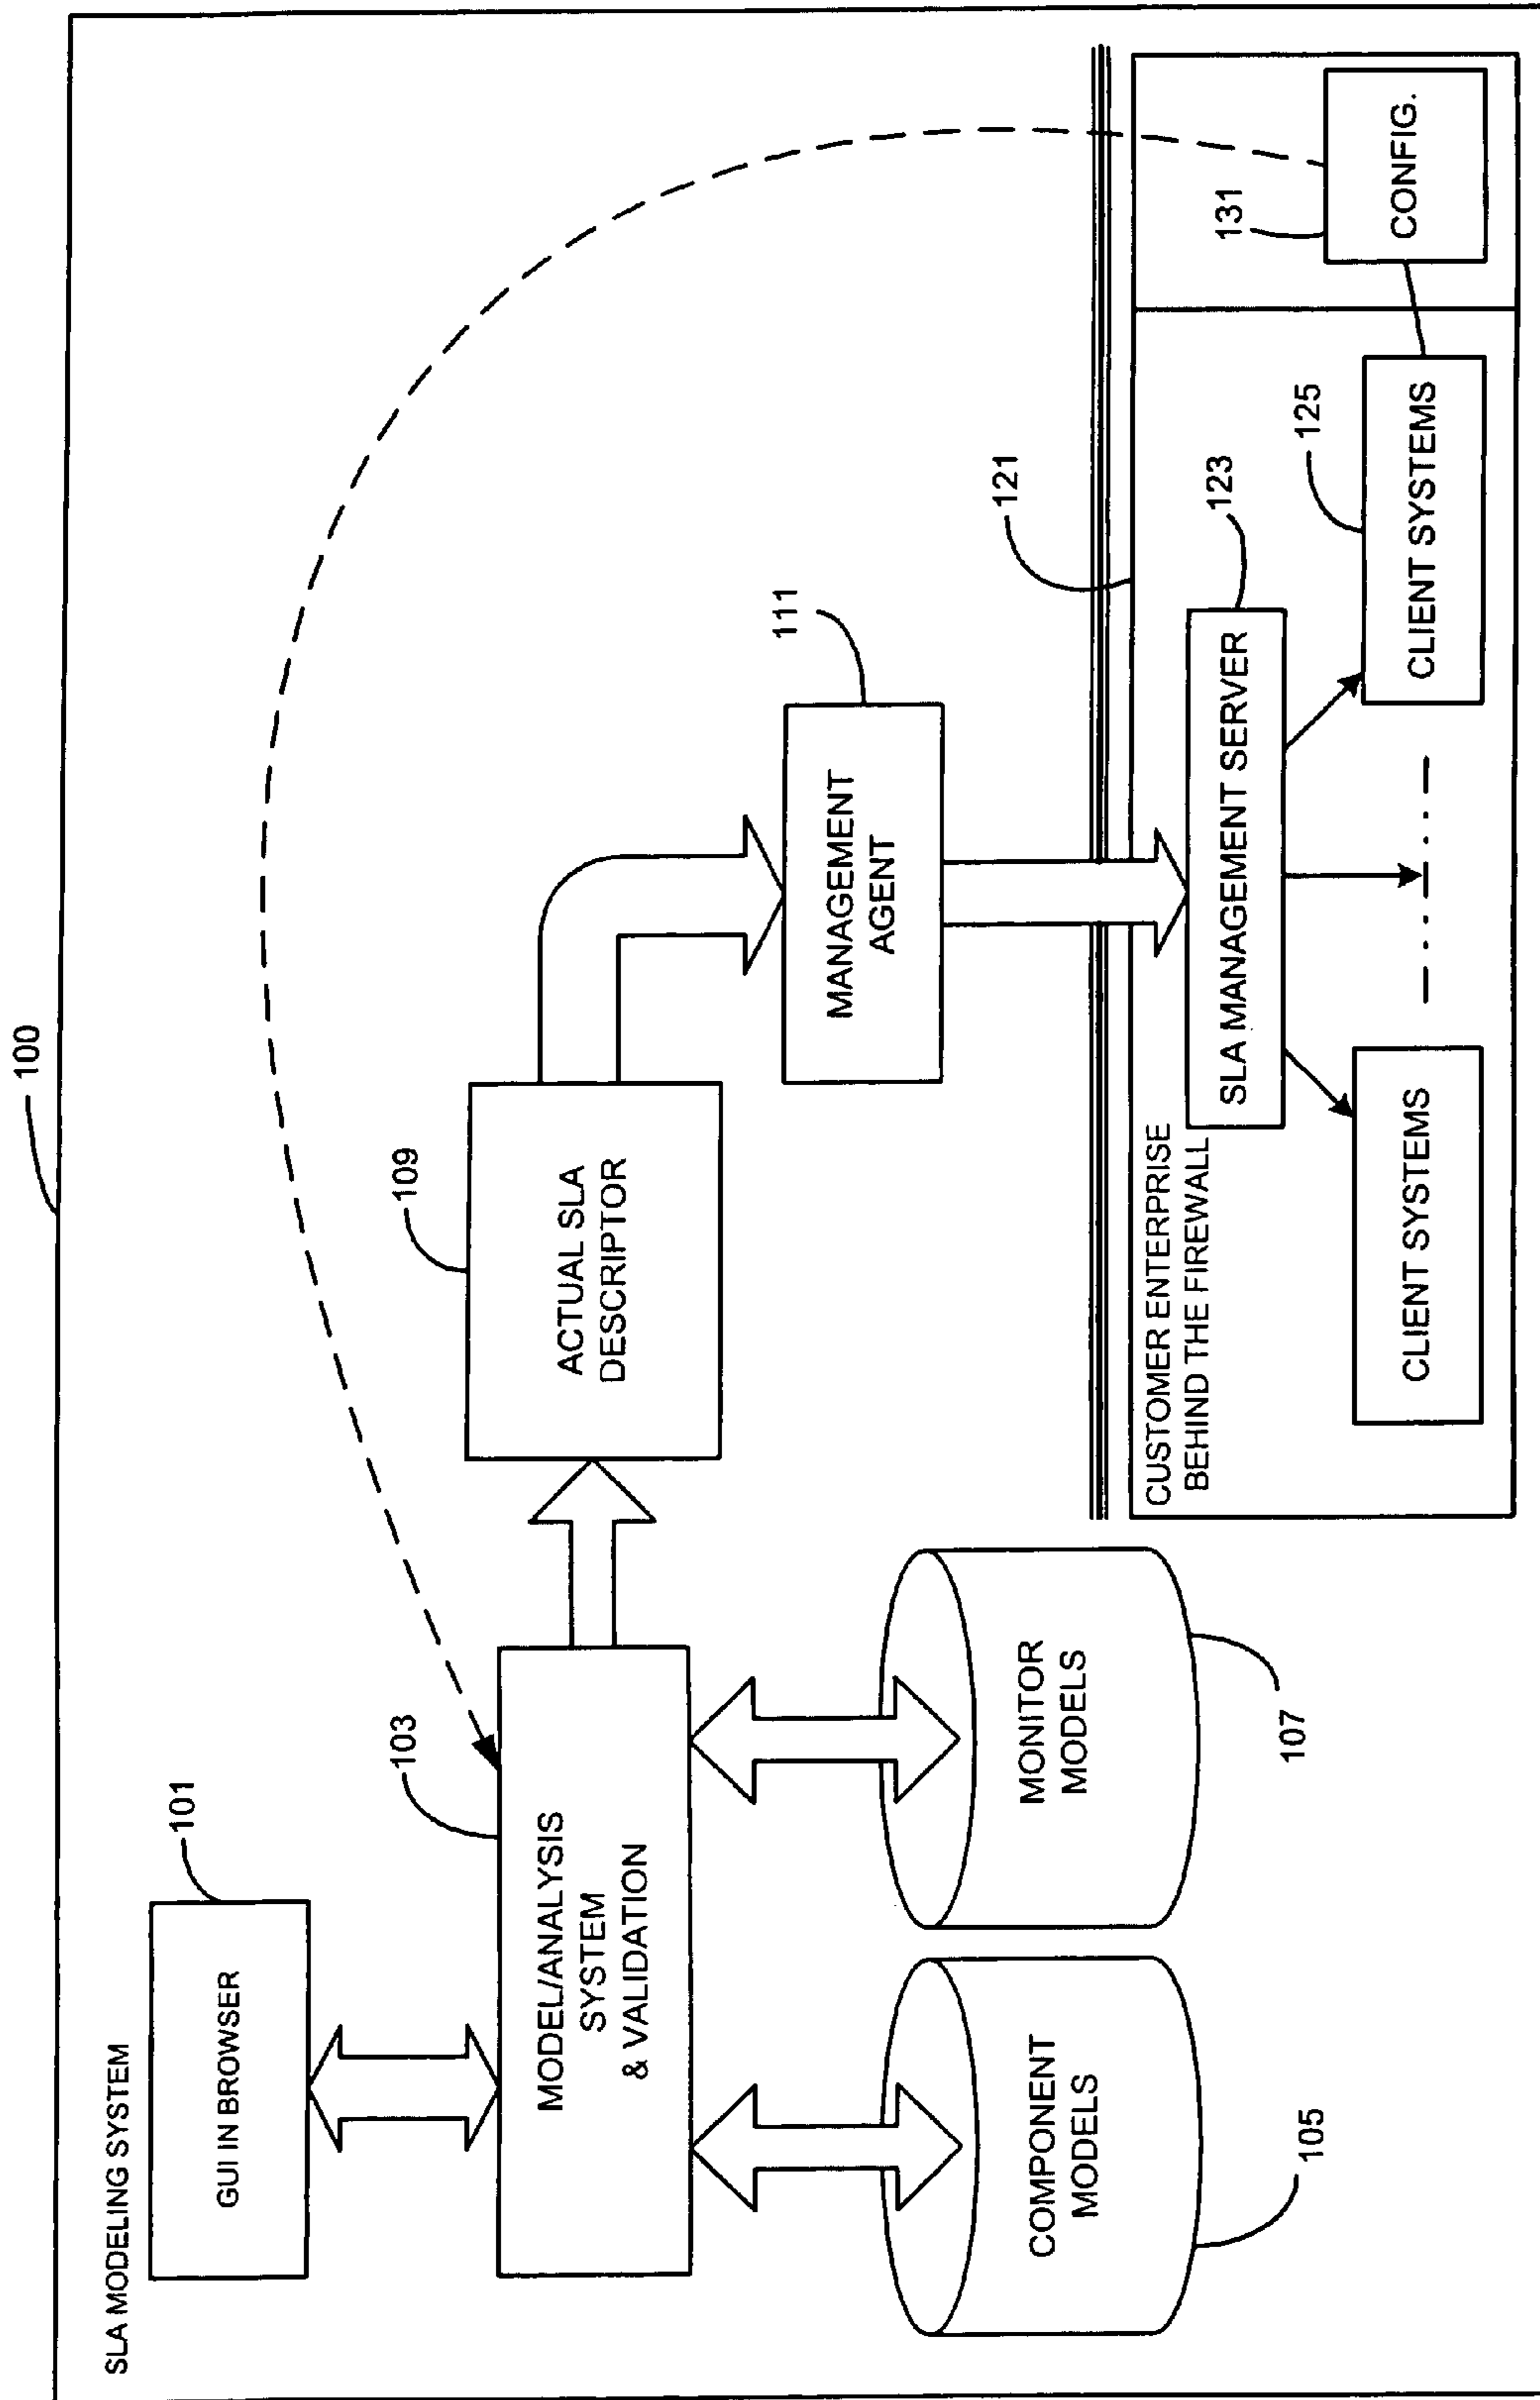 100
SLA MODELING SYSTEM
101
GUI IN BROWSER
103
109
MODEL/ANALYSIS
SYSTEM
& VALIDATION
ACTUAL SLA
DESCRIPTOR
111
MANAGEMENT
AGENT
COMPONENT
MODELS
105
MONITOR
MODELS
107
121
CUSTOMER ENTERPRISE
BEHIND THE FIREWALL
SLA MANAGEMENT SERVER
123
131
CLIENT SYSTEMS
125
CLIENT SYSTEMS
CONFIG.